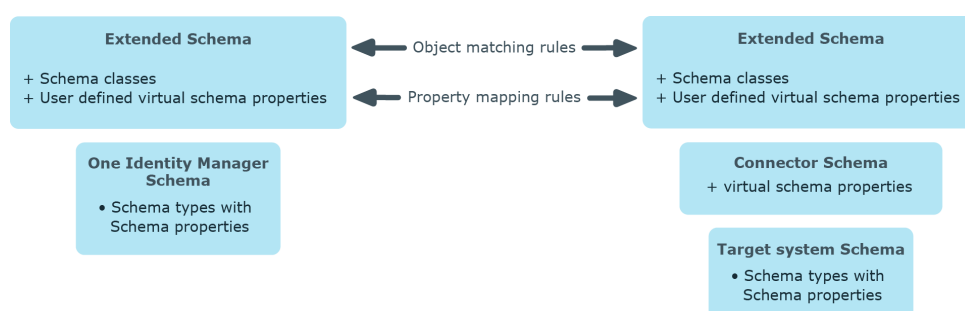 Extended Schema
+ Schema classes
+ User defined virtual schema properties
Object matching rules
Property mapping rules
Extended Schema
+ Schema classes
+ User defined virtual schema properties
One Identity Manager
Schema
• Schema types with
Schema properties
Connector Schema
+ virtual schema properties
Target system Schema
• Schema types with
Schema properties